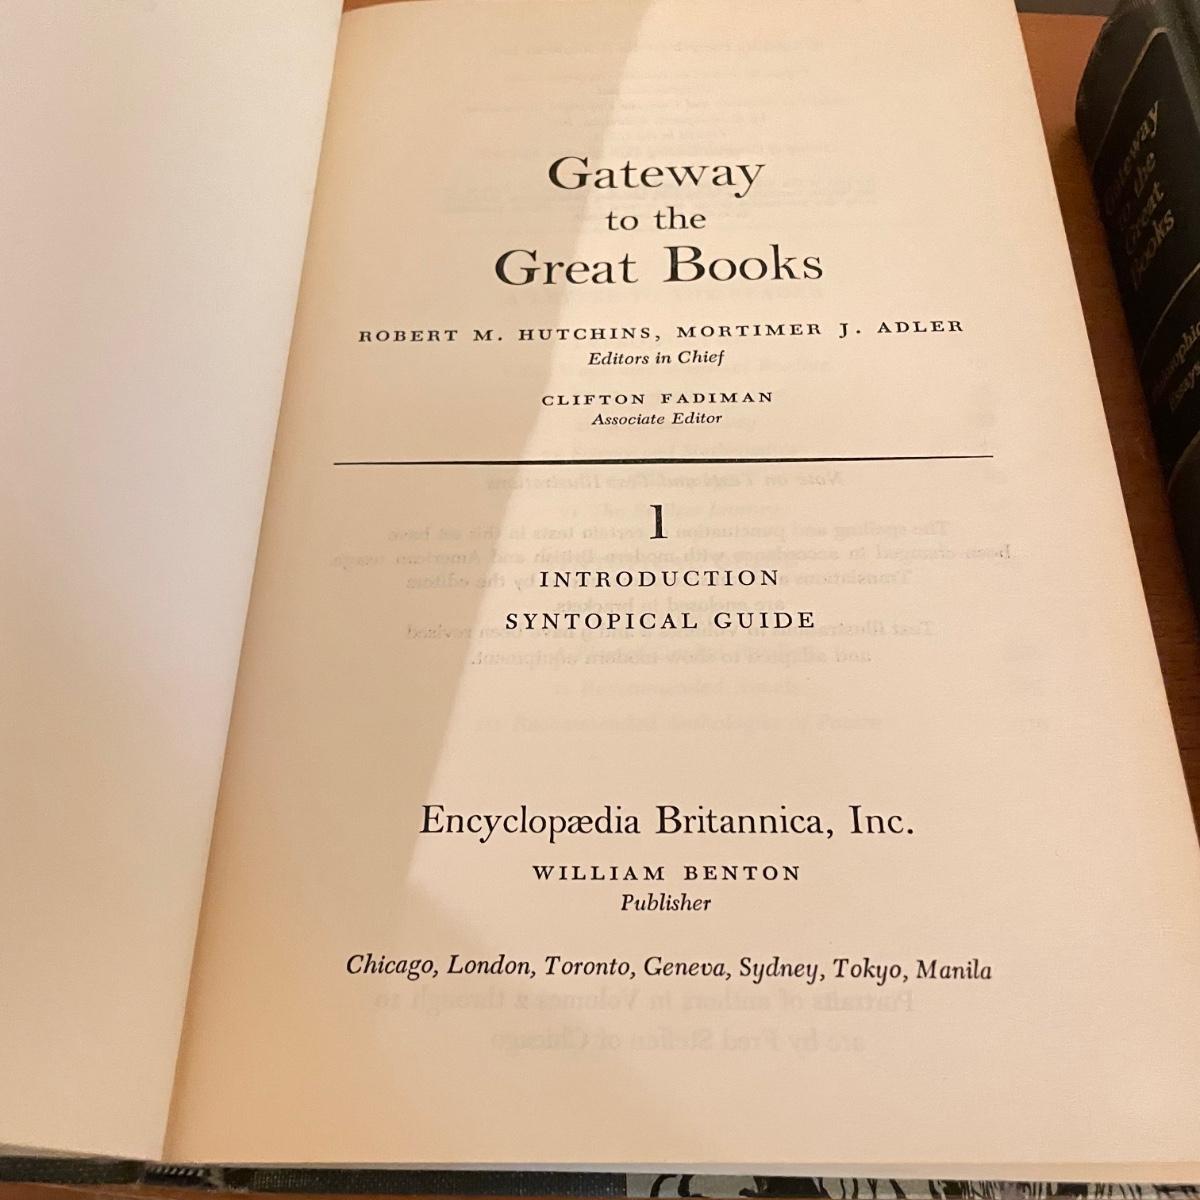 Gateway
to the
Great Books
ROBERT M. HUTCHINS, MORTIMER J. ADLER
Editors in Chief
CLIFTON FADIMAN
Associate Editor
1
INTRODUCTION
SYNTOPICAL GUIDE
Encyclopædia Britannica, Inc.
WILLIAM BENTON
Publisher
Chicago, London, Toronto, Geneva, Sydney, Tokyo, Manila
Gateway
to the
Great
Books
Essays